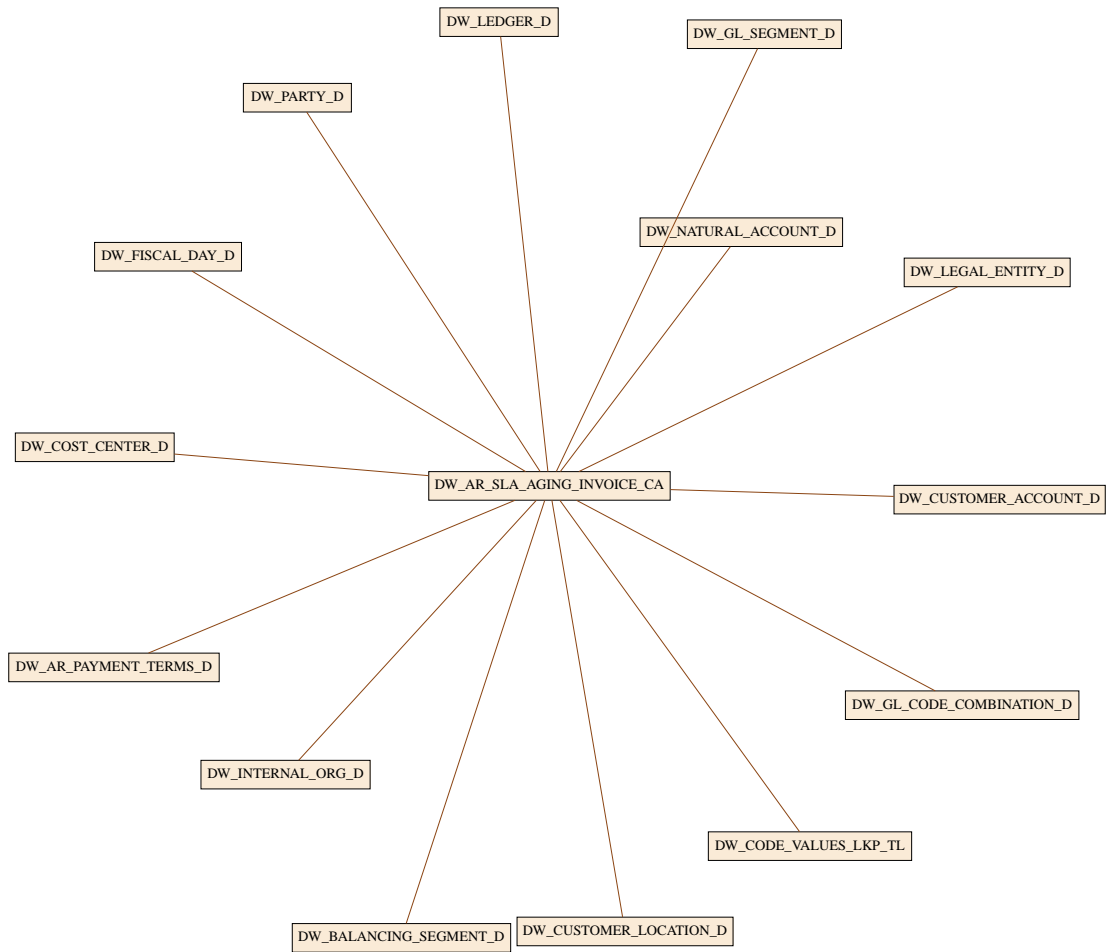 DW_LEDGER_D
DW_GL_SEGMENT_D
DW_PARTY_D
DW_NATURAL_ACCOUNT_D
DW_FISCAL_DAY_D
DW_LEGAL_ENTITY_D
DW_COST_CENTER_D
DW_AR_SLA_AGING_INVOICE_CA
DW_CUSTOMER_ACCOUNT_D
DW_AR_PAYMENT_TERMS_D
DW_GL_CODE_COMBINATION_D
DW_INTERNAL_ORG_D
DW_CODE_VALUES_LKP_TL
DW_CUSTOMER_LOCATION_D
DW_BALANCING_SEGMENT_D